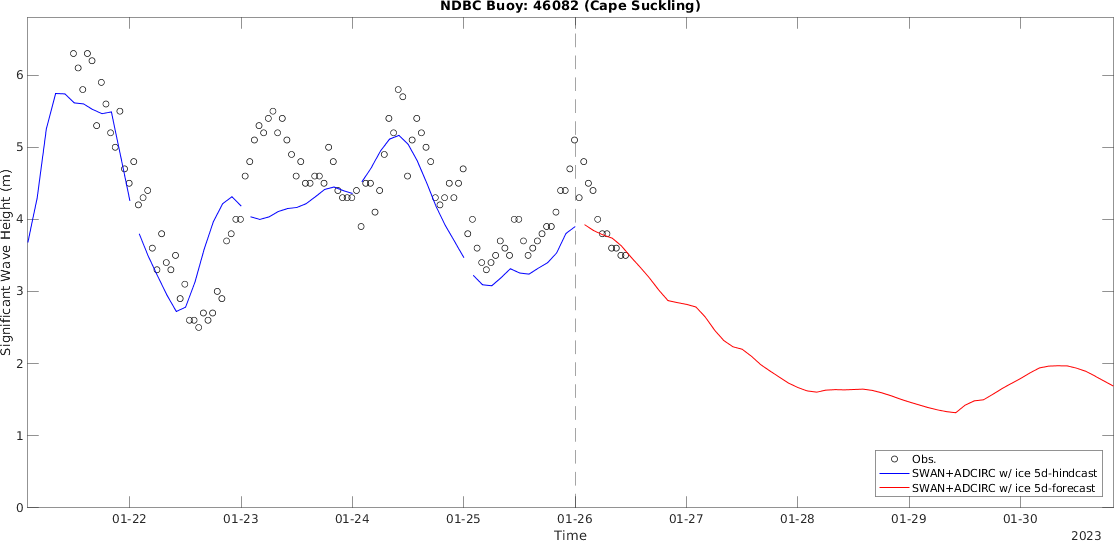 NDBC Buoy: 46082 (Cape Suckling)
Significant Wave Height (m)
6
5
4
3
2
1
0
Obs.
SWAN+ADCIRC w/ ice 5d-hindcast
SWAN+ADCIRC w/ ice 5d-forecast
01-22 01-23 01-24 01-25 01-26 01-27 01-28 01-29 01-30
Time
2023